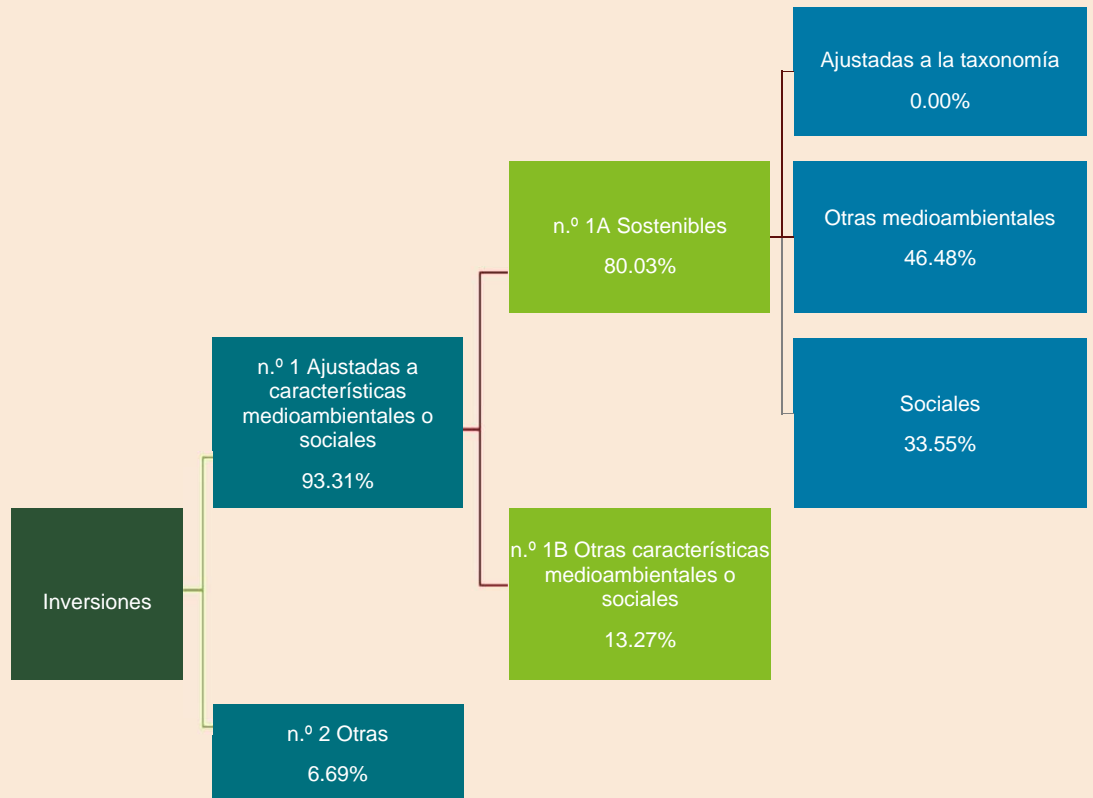 Inversiones
n.º 1 Ajustadas a
características
medioambientales o
sociales
93.31%
n.º 2 Otras
6.69%
n.º 1A Sostenibles
80.03%
n.º 1B Otras características
medioambientales o
sociales
13.27%
Ajustadas a la taxonomía
0.00%
Otras medioambientales
46.48%
Sociales
33.55%